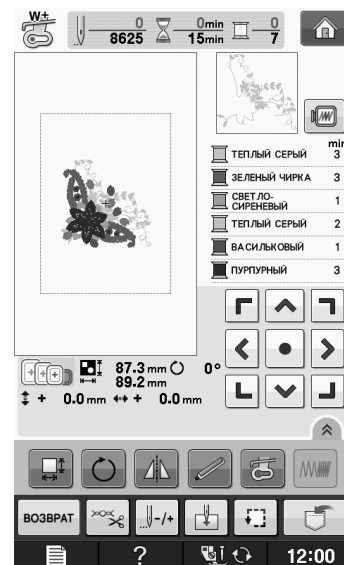 W+
0 0min 0
8625 15min 7
min
ТЕПЛЫЙ СЕРЫЙ 3
ЗЕЛЕНЫЙ ЧИРКА 3
СВЕТЛО-
СИРЕНЕВЫЙ 1
ТЕПЛЫЙ СЕРЫЙ 2
ВАСИЛЬКОВЫЙ 1
ПУРПУРНЫЙ 3
87.3 mm 0°
89.2 mm
+ 0.0 mm + 0.0 mm
ВОЗВРАТ -/+
? 12:00